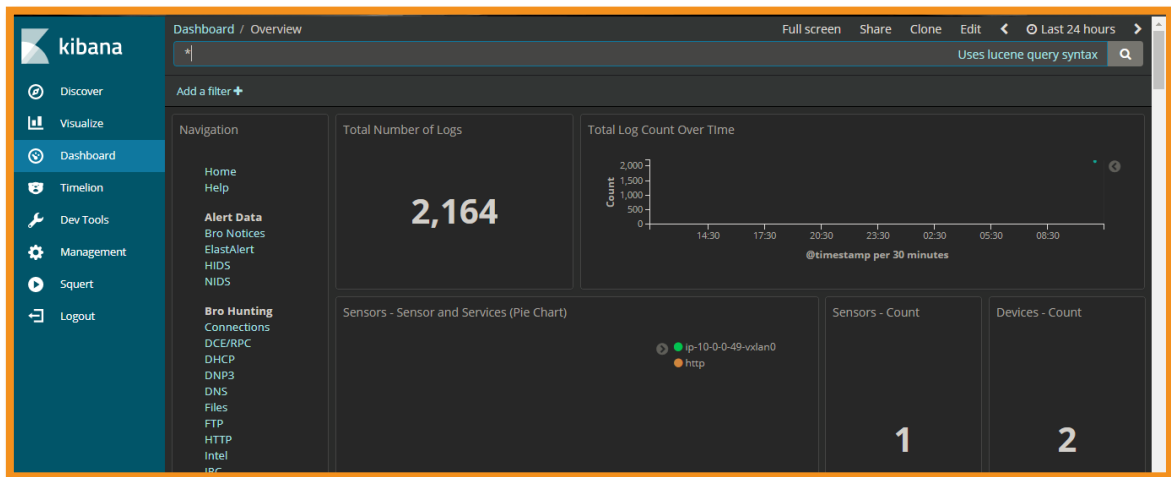 kibana
Discover
Visualize
Dashboard
Timelion
Dev Tools
Management
Squert
Logout
Dashboard / Overview
Full screen Share Clone Edit Last 24 hours
*
Uses lucene query syntax
Add a filter +
Navigation
Home
Help
Alert Data
Bro Notices
ElastAlert
HIDS
NIDS
Bro Hunting
Connections
DCE/RPC
DHCP
DNP3
DNS
Files
FTP
HTTP
Intel
IRC
Total Number of Logs
2,164
Total Log Count Over TIme
Count
2,000
1,500
1,000
500
0
14:30 17:30 20:30 23:30 02:30 05:30 08:30
@timestamp per 30 minutes
Sensors - Sensor and Services (Pie Chart)
ip-10-0-0-49-vxlan0
http
Sensors - Count
1
Devices - Count
2